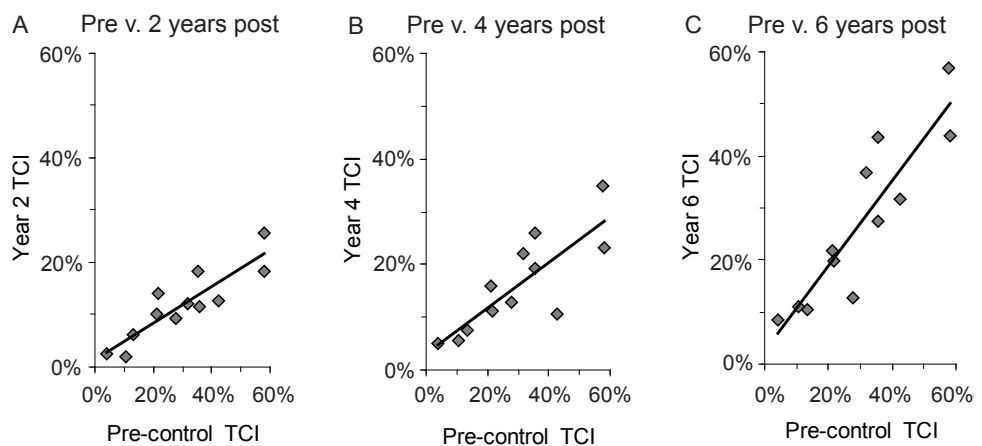 A Pre v. 2 years post
60%
40%
20%
0%
Year 2 TCI
0% 20% 40% 60%
Pre-control TCI
B Pre v. 4 years post
60%
40%
20%
0%
Year 4 TCI
0% 20% 40% 60%
Pre-control TCI
C Pre v. 6 years post
60%
40%
20%
0%
Year 6 TCI
0% 20% 40% 60%
Pre-control TCI